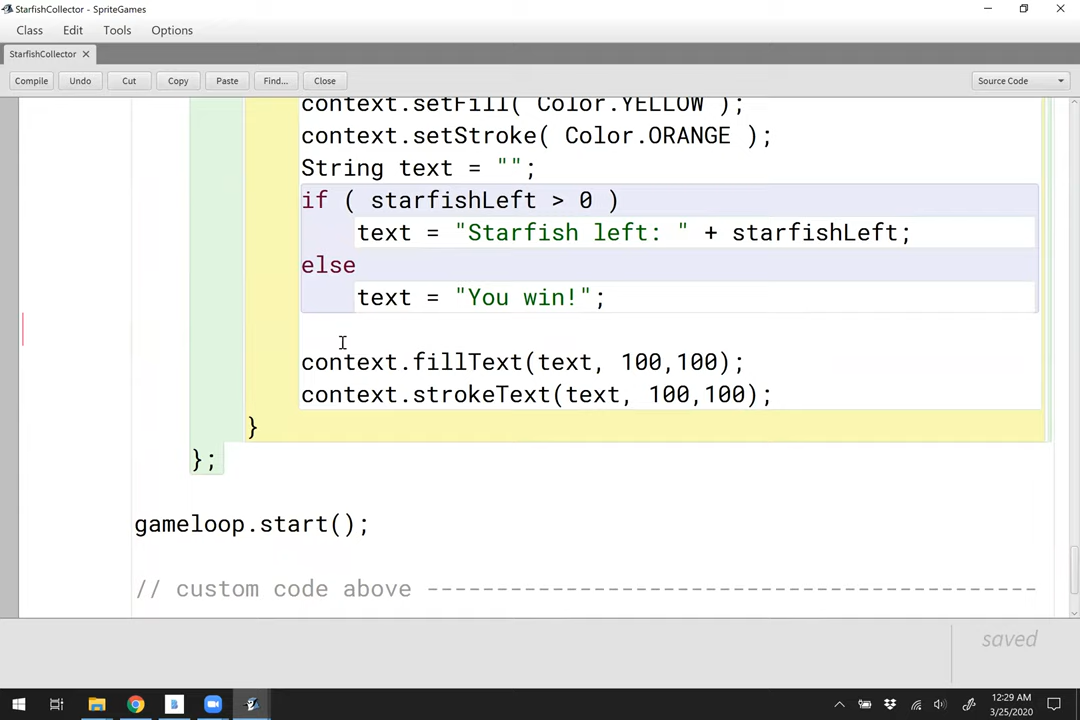 StarfishCollector - SpriteGames
Class Edit Tools Options
StarfishCollector
Compile Undo Cut Copy Paste Find... Close Source Code
context.setFill( Color.YELLOW );
context.setStroke( Color.ORANGE );
String text = "";
if ( starfishLeft > 0 )
text = "Starfish left: " + starfishLeft;
else
text = "You win!";
context.fillText(text, 100,100);
context.strokeText(text, 100,100);
}
};
gameloop.start();
// custom code above --------------------------------------------
saved
12:29 AM
3/25/2020